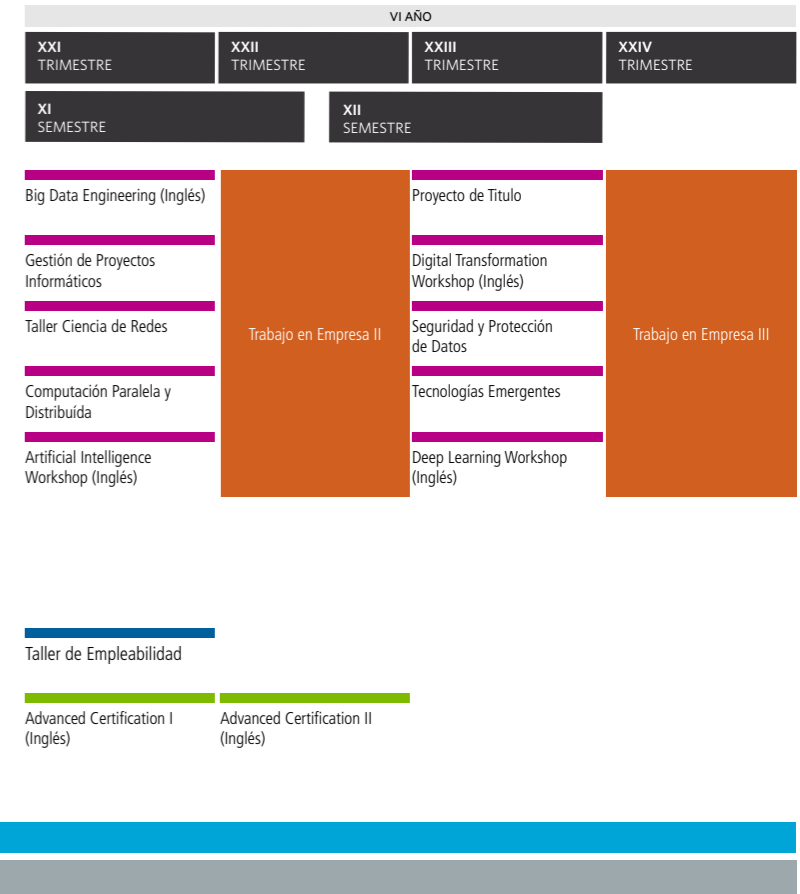 VI AÑO
XXI
TRIMESTRE
XXII
TRIMESTRE
XXIII
TRIMESTRE
XXIV
TRIMESTRE
XI
SEMESTRE
XII
SEMESTRE
Big Data Engineering (Inglés)
Gestión de Proyectos
Informáticos
Taller Ciencia de Redes
Computación Paralela y
Distribuída
Artificial Intelligence
Workshop (Inglés)
Trabajo en Empresa II
Proyecto de Titulo
Digital Transformation
Workshop (Inglés)
Seguridad y Protección
de Datos
Tecnologías Emergentes
Deep Learning Workshop
(Inglés)
Trabajo en Empresa III
Taller de Empleabilidad
Advanced Certification I
(Inglés)
Advanced Certification II
(Inglés)